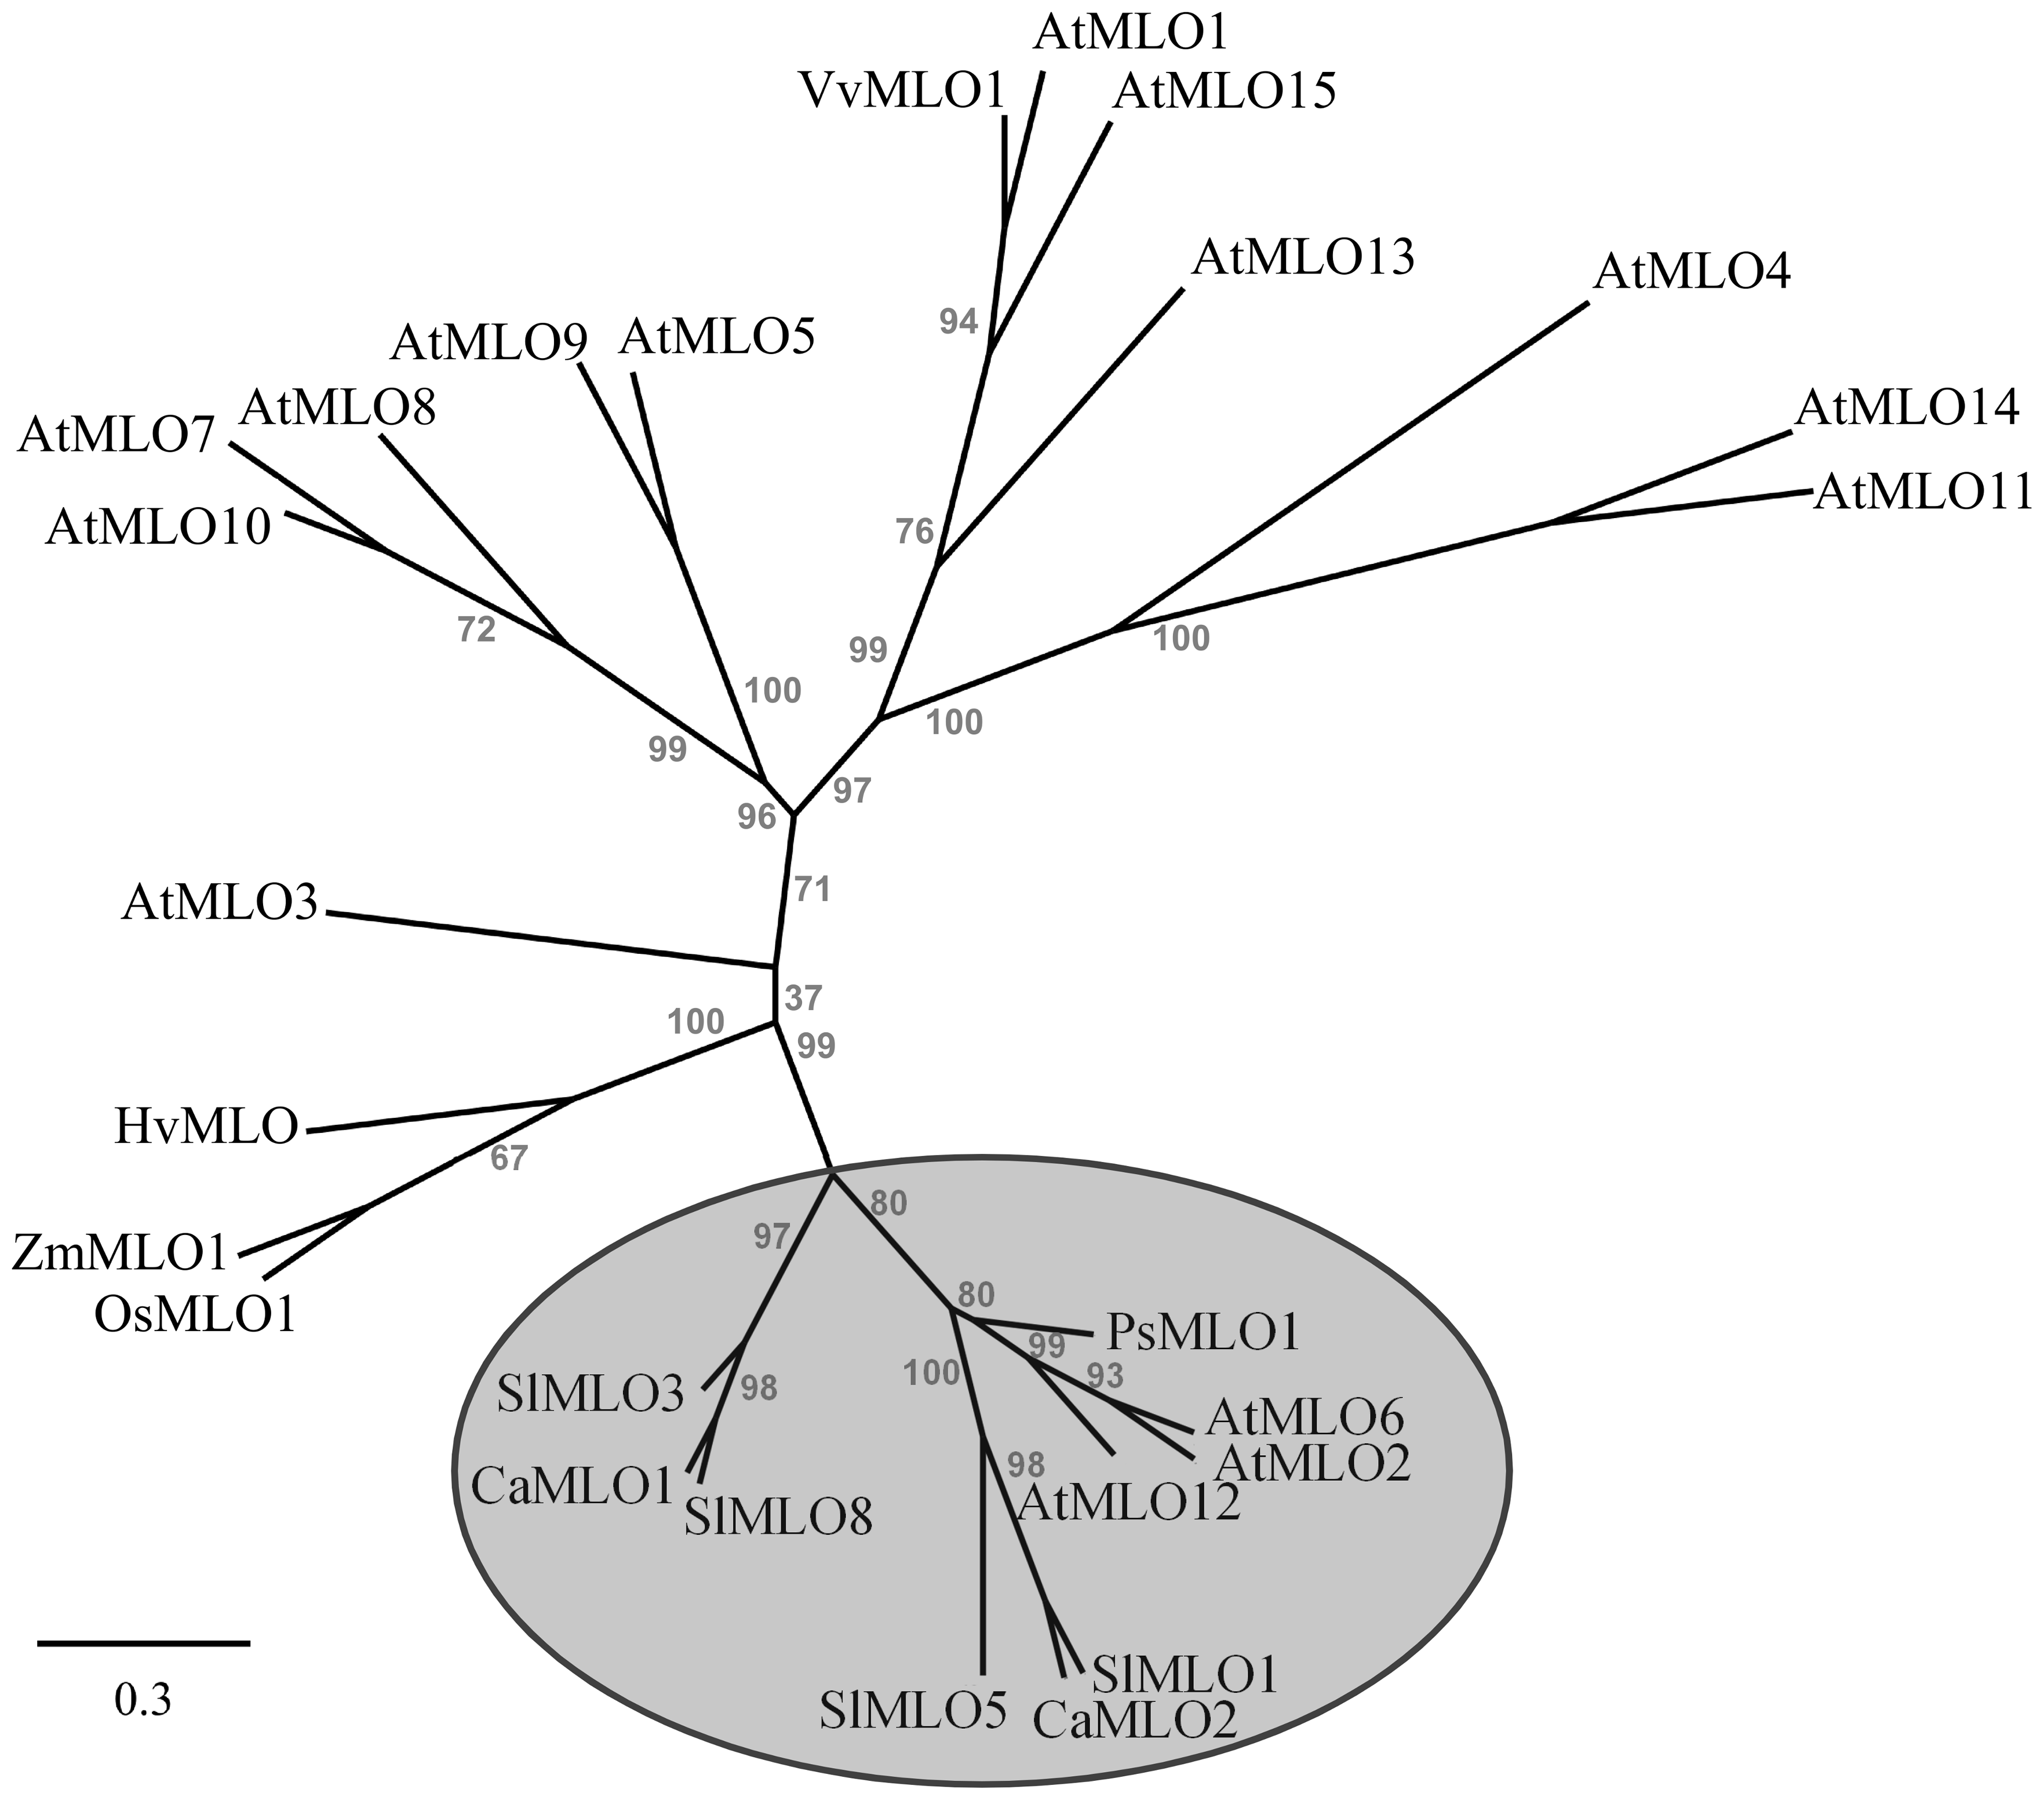 AtMLO1
VvMLO1
AtMLO15
AtMLO13
AtMLO4
94
AtMLO9
AtMLO5
AtMLO7
AtMLO8
AtMLO14
AtMLO10
AtMLO11
76
72
99
100
100
99
100
96
97
71
AtMLO3
37
100
99
HvMLO
67
80
97
ZmMLO1
OsMLO1
80
PsMLO1
99
SlMLO3
98
100
93
AtMLO6
AtMLO2
CaMLO1
98
SlMLO8
AtMLO12
SlMLO1
SlMLO5
CaMLO2
0.3